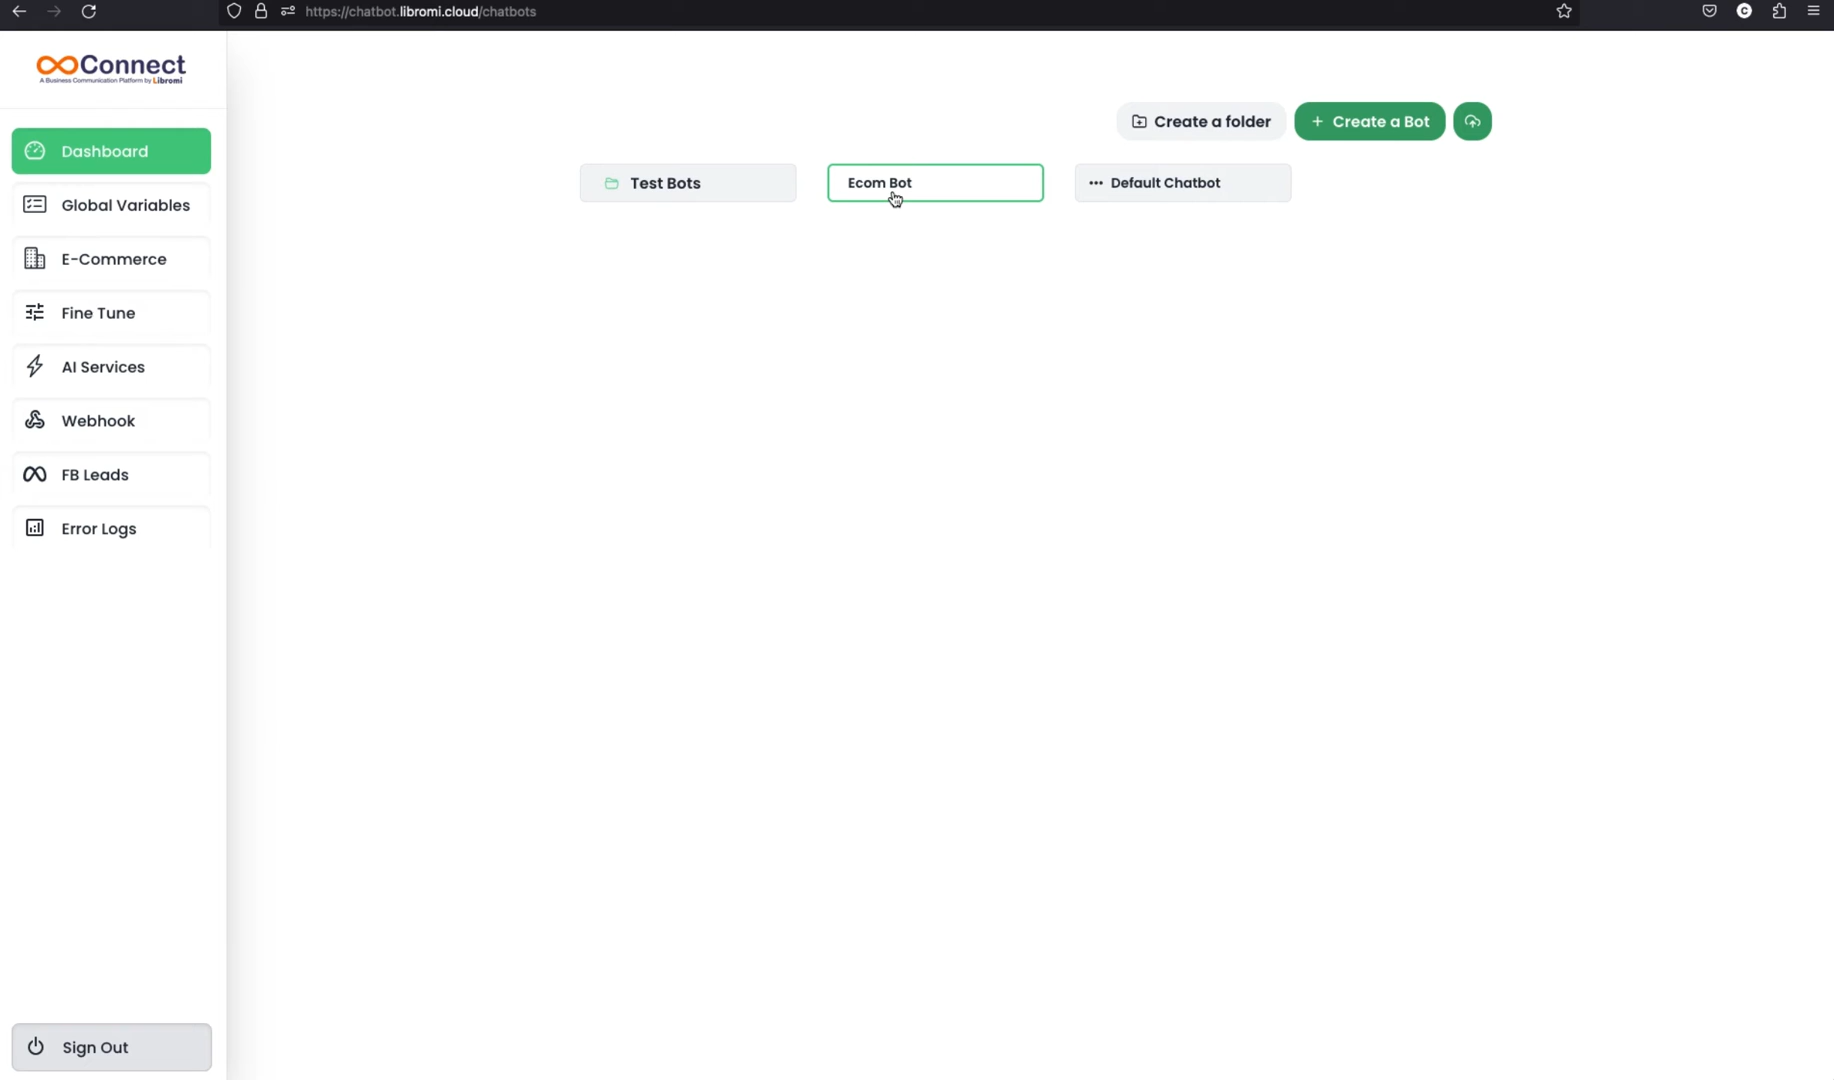 https://chatbot.libromi.cloud/chatbots
C
Connect
A Business Communication Platform by Libromi
Create a folder
+ Create a Bot
Dashboard
Test Bots
Ecom Bot
Default Chatbot
Global Variables
E-Commerce
Fine Tune
AI Services
Webhook
FB Leads
Error Logs
Sign Out